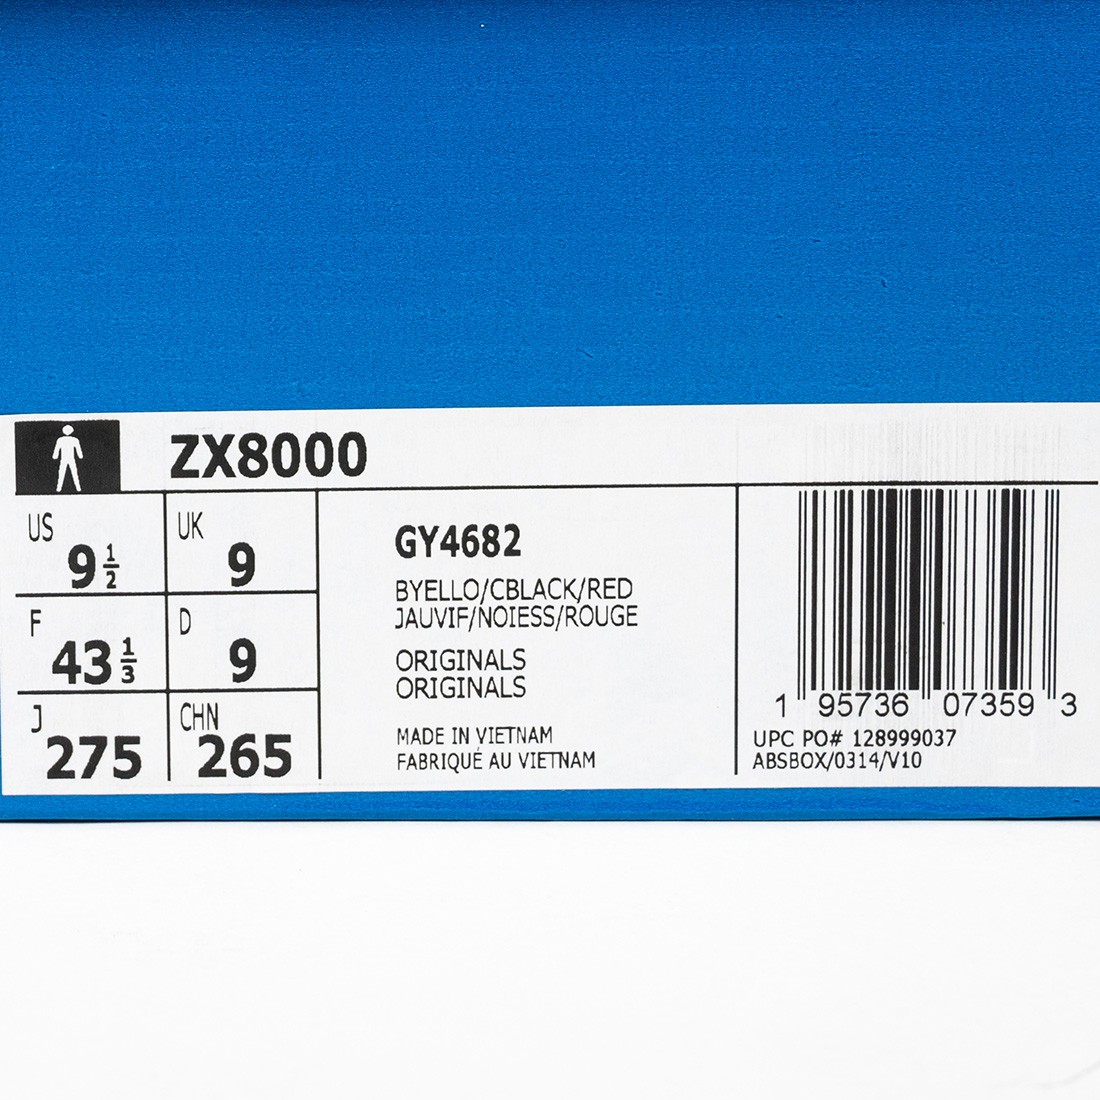 ZX8000
US 9 1/2
UK 9
F 43 1/3
D 9
J 275
CHN 265
GY4682
BYELLO/CBLACK/RED
JAUVIF/NOIESS/ROUGE
ORIGINALS
ORIGINALS
MADE IN VIETNAM
FABRIQUÉ AU VIETNAM
1 95736 07359 3
UPC PO# 128999037
ABSBOX/0314/V10